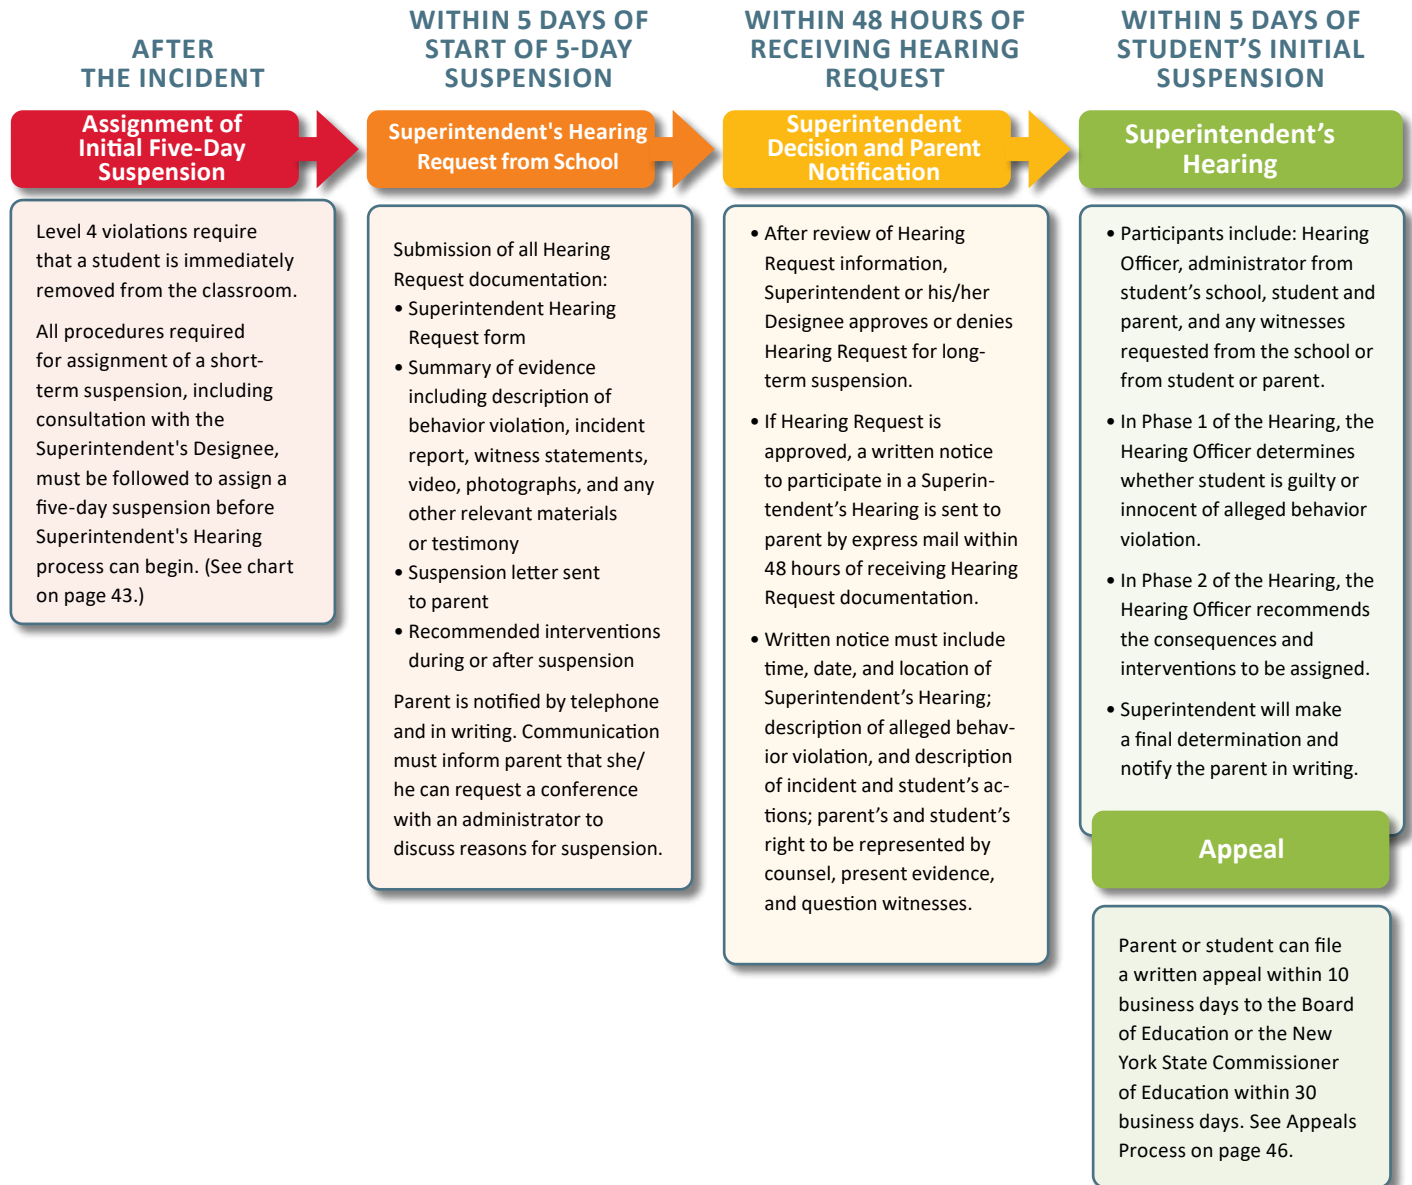 AFTER
THE INCIDENT
Assignment of
Initial Five-Day
Suspension
Level 4 violations require
that a student is immediately
removed from the classroom.
All procedures required
for assignment of a short-
term suspension, including
consultation with the
Superintendent's Designee,
must be followed to assign a
five-day suspension before
Superintendent's Hearing
process can begin. (See chart
on page 43.)
WITHIN 5 DAYS OF
START OF 5-DAY
SUSPENSION
Superintendent's Hearing
Request from School
Submission of all Hearing
Request documentation:
• Superintendent Hearing
Request form
• Summary of evidence
including description of
behavior violation, incident
report, witness statements,
video, photographs, and any
other relevant materials
or testimony
• Suspension letter sent
to parent
• Recommended interventions
during or after suspension
Parent is notified by telephone
and in writing. Communication
must inform parent that she/
he can request a conference
with an administrator to
discuss reasons for suspension.
WITHIN 48 HOURS OF
RECEIVING HEARING
REQUEST
Superintendent
Decision and Parent
Notification
• After review of Hearing
Request information,
Superintendent or his/her
Designee approves or denies
Hearing Request for long-
term suspension.
• If Hearing Request is
approved, a written notice
to participate in a Superin-
tendent’s Hearing is sent to
parent by express mail within
48 hours of receiving Hearing
Request documentation.
• Written notice must include
time, date, and location of
Superintendent’s Hearing;
description of alleged behav-
ior violation, and description
of incident and student’s ac-
tions; parent’s and student’s
right to be represented by
counsel, present evidence,
and question witnesses.
WITHIN 5 DAYS OF
STUDENT’S INITIAL
SUSPENSION
Superintendent’s
Hearing
• Participants include: Hearing
Officer, administrator from
student’s school, student and
parent, and any witnesses
requested from the school or
from student or parent.
• In Phase 1 of the Hearing, the
Hearing Officer determines
whether student is guilty or
innocent of alleged behavior
violation.
• In Phase 2 of the Hearing, the
Hearing Officer recommends
the consequences and
interventions to be assigned.
• Superintendent will make
a final determination and
notify the parent in writing.
Appeal
Parent or student can file
a written appeal within 10
business days to the Board
of Education or the New
York State Commissioner
of Education within 30
business days. See Appeals
Process on page 46.